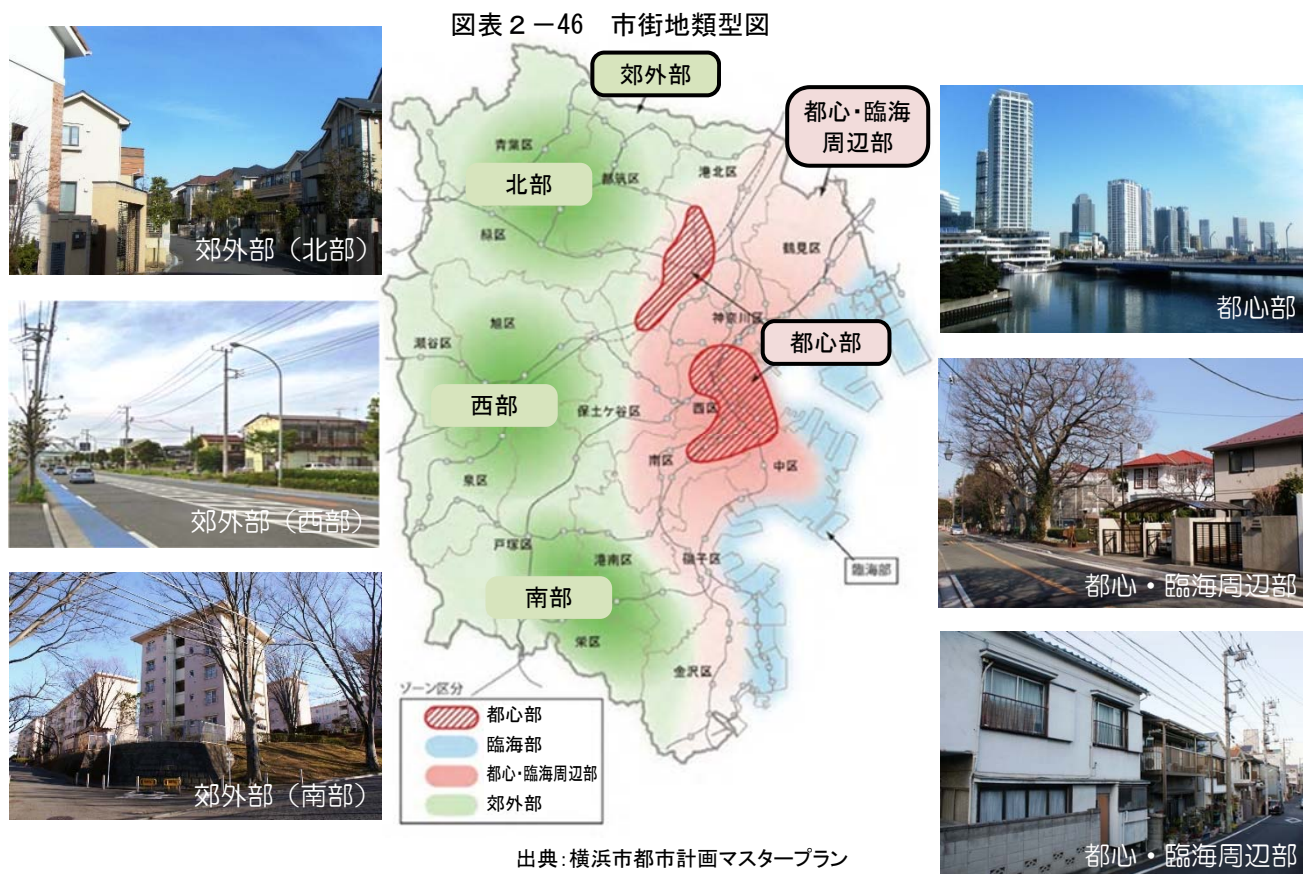 図表２－46 市街地類型図
郊外部
都心・臨海
周辺部
青葉区
港北区
北部
都筑区
緑区
鶴見区
神奈川区
旭区
瀬谷区
都心部
西部
保土ケ谷区
西区
南区
中区
泉区
戸塚区
港南区
磯子区
臨海部
南部
栄区
金沢区
ゾーン区分
都心部
臨海部
都心・臨海周辺部
郊外部
出典：横浜市都市計画マスタープラン
郊外部（北部）
郊外部（西部）
郊外部（南部）
都心部
都心・臨海周辺部
都心・臨海周辺部